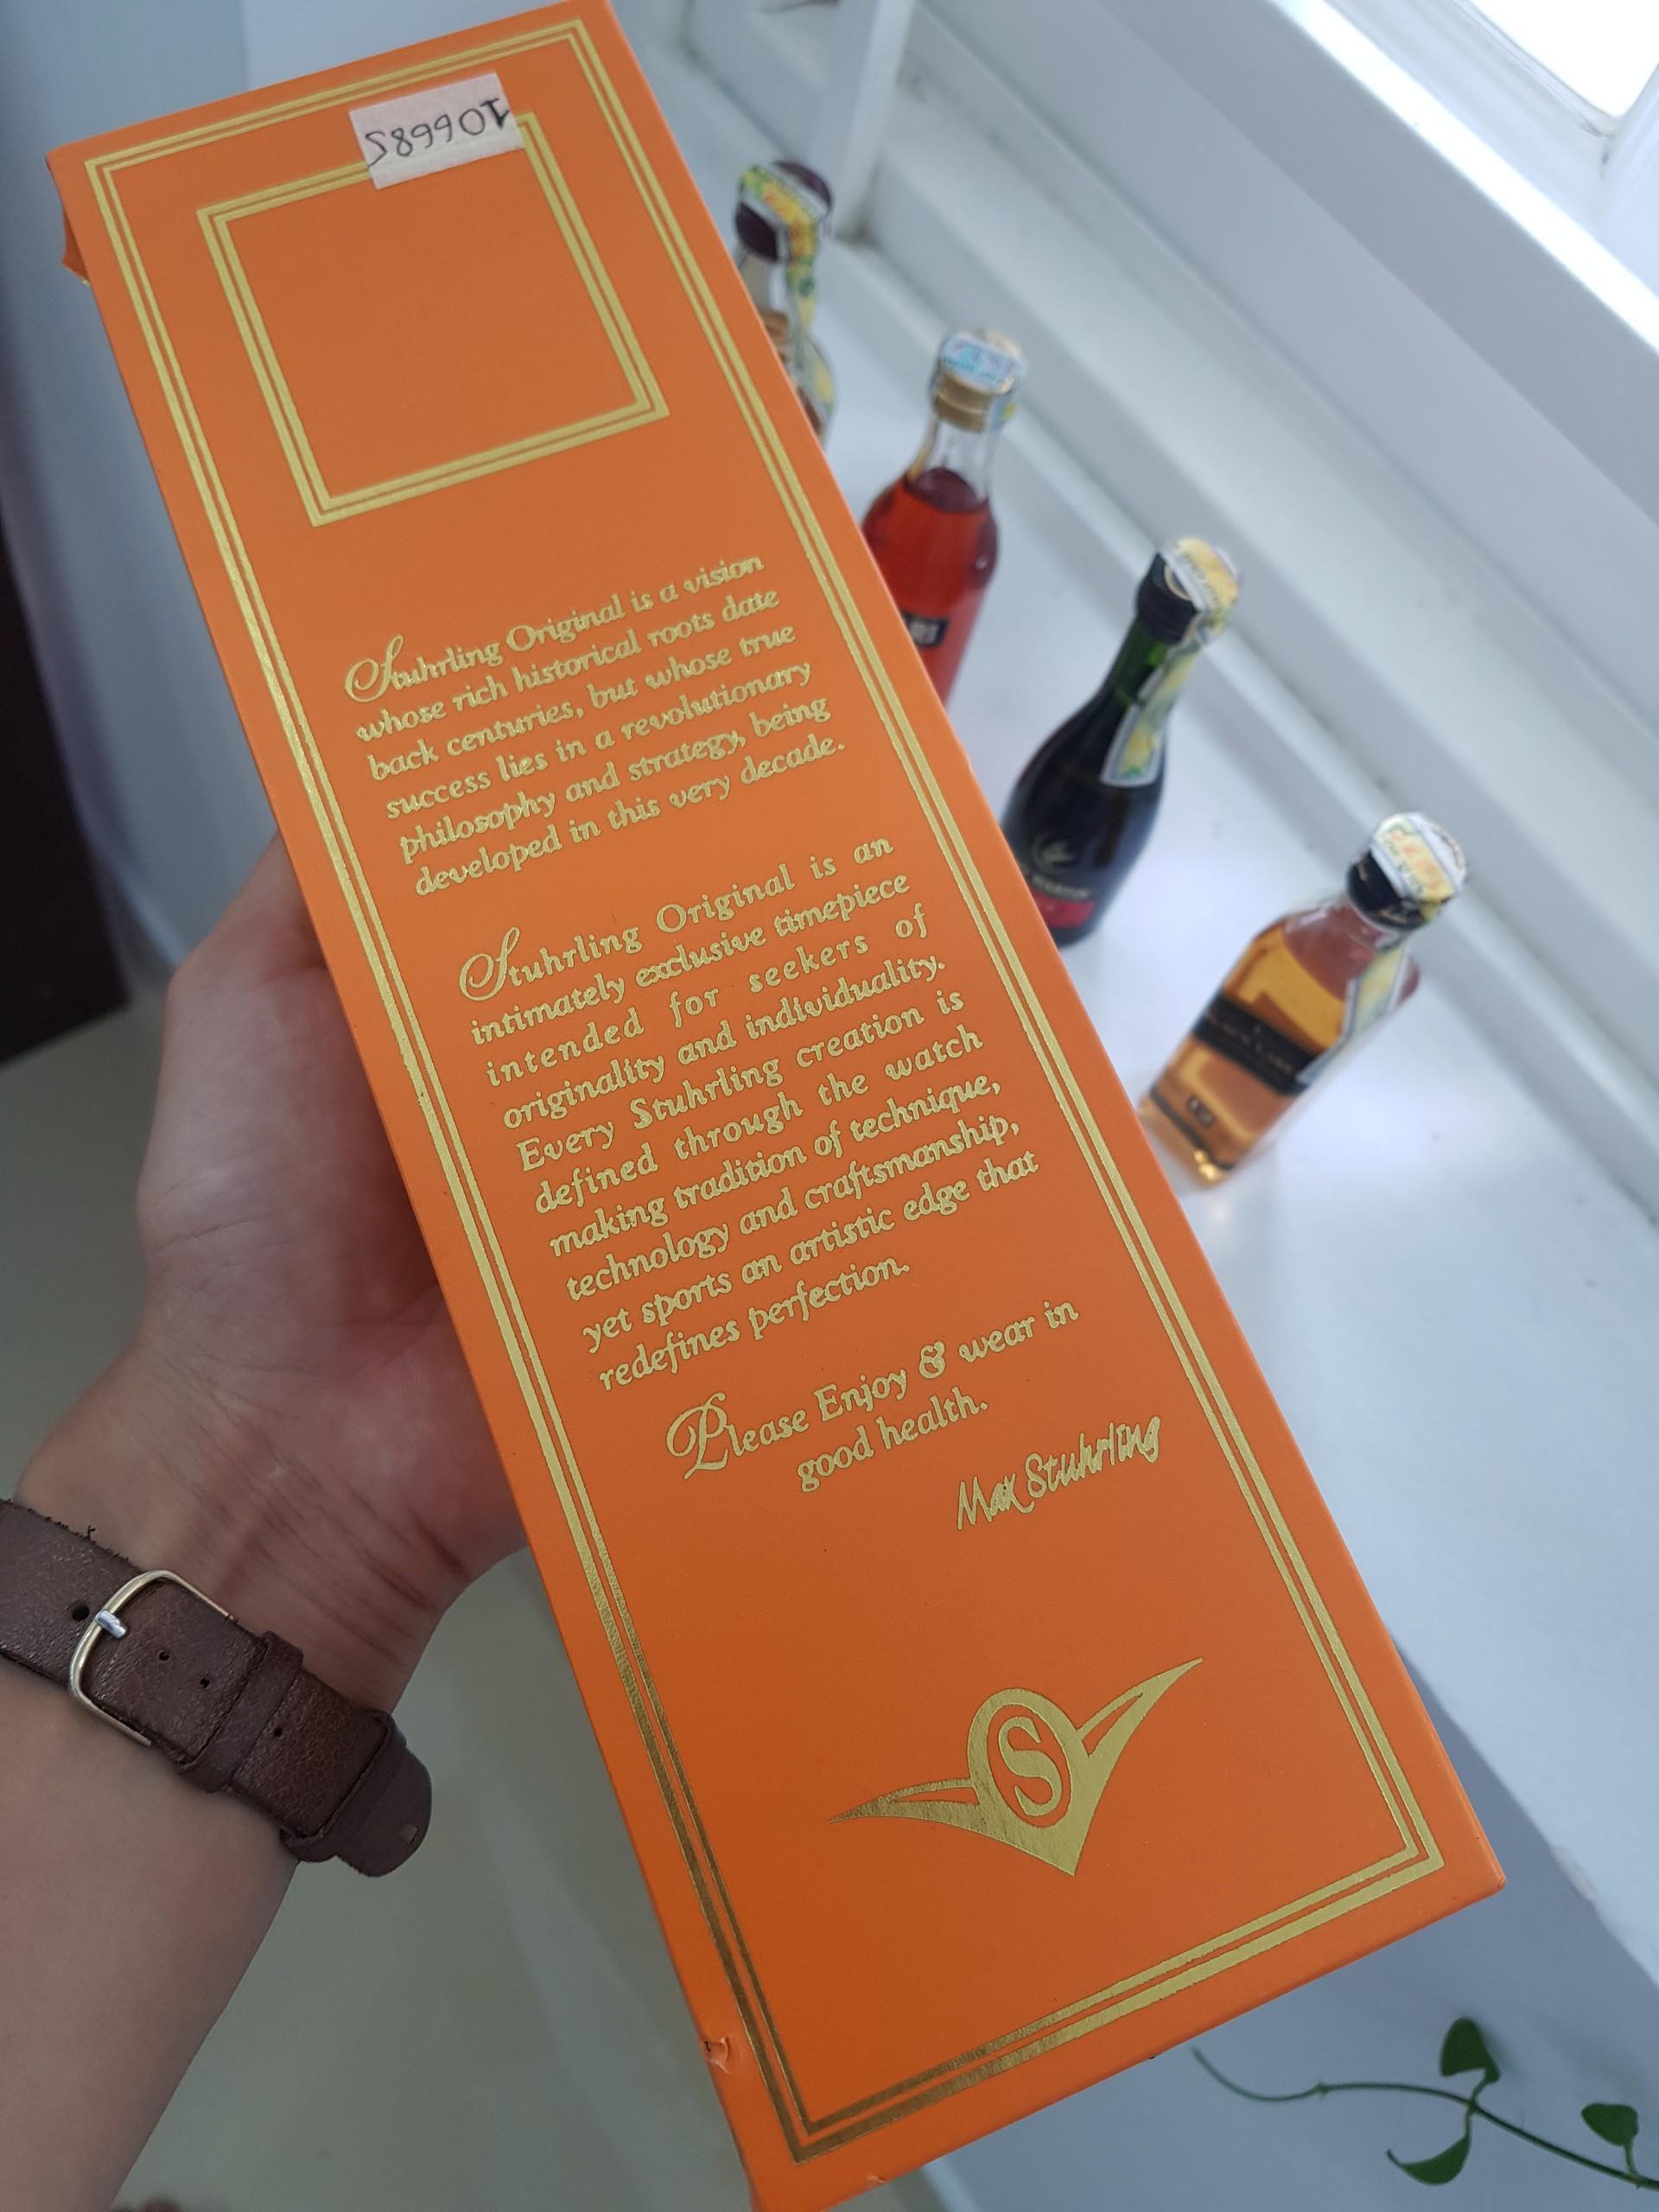 106685
Stuhrling Original is a vision
whose rich historical roots date
back centuries, but whose true
success lies in a revolutionary
philosophy and strategy, being
developed in this very decade.
Stuhrling Original is an
intimately exclusive timepiece
intended for seekers of
originality and individuality.
Every Stuhrling creation is
defined through the watch
making tradition of technique,
technology and craftsmanship,
yet sports an artistic edge that
redefines perfection.
Please Enjoy & wear in
good health.
Max Stuhrling
S